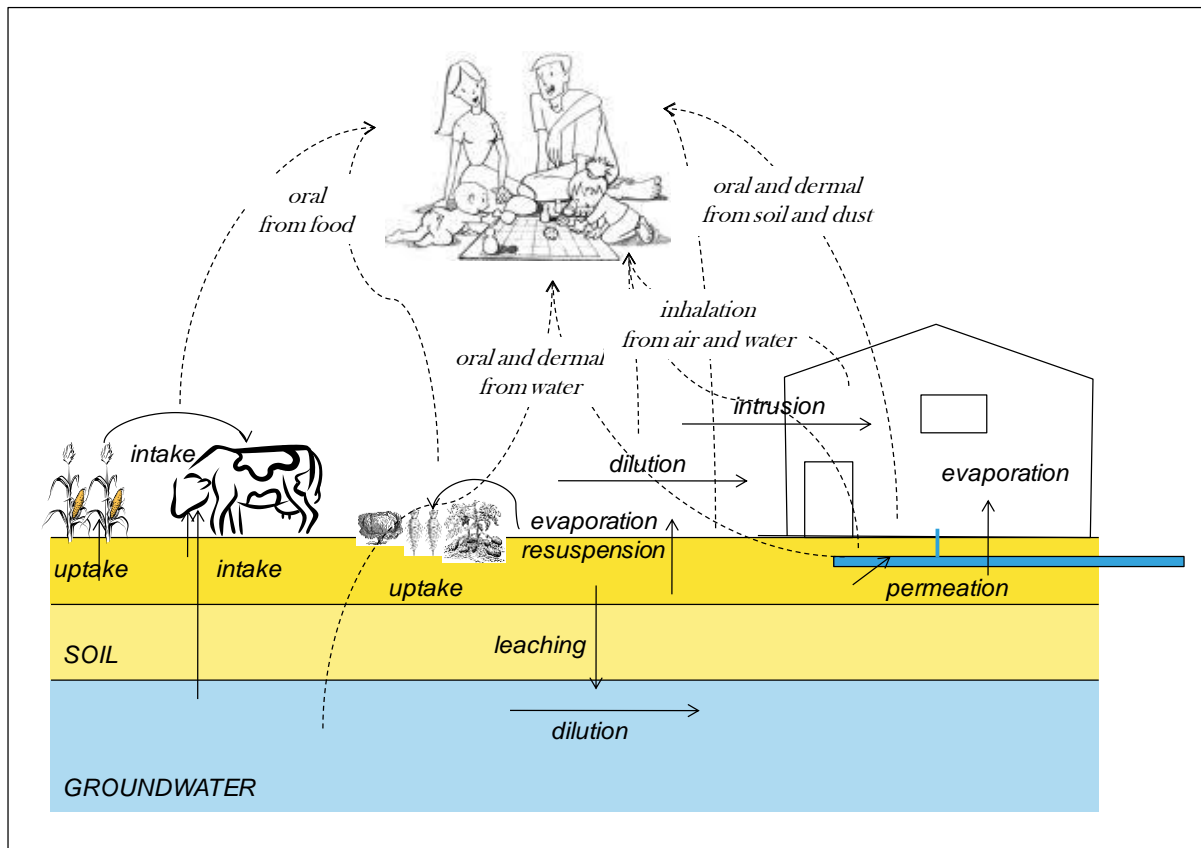 oral
from food
oral and dermal
from soil and dust
inhalation
from air and water
oral and dermal
from water
intrusion
intake
dilution
evaporation
evaporation
resuspension
uptake
intake
uptake
permeation
leaching
SOIL
dilution
GROUNDWATER